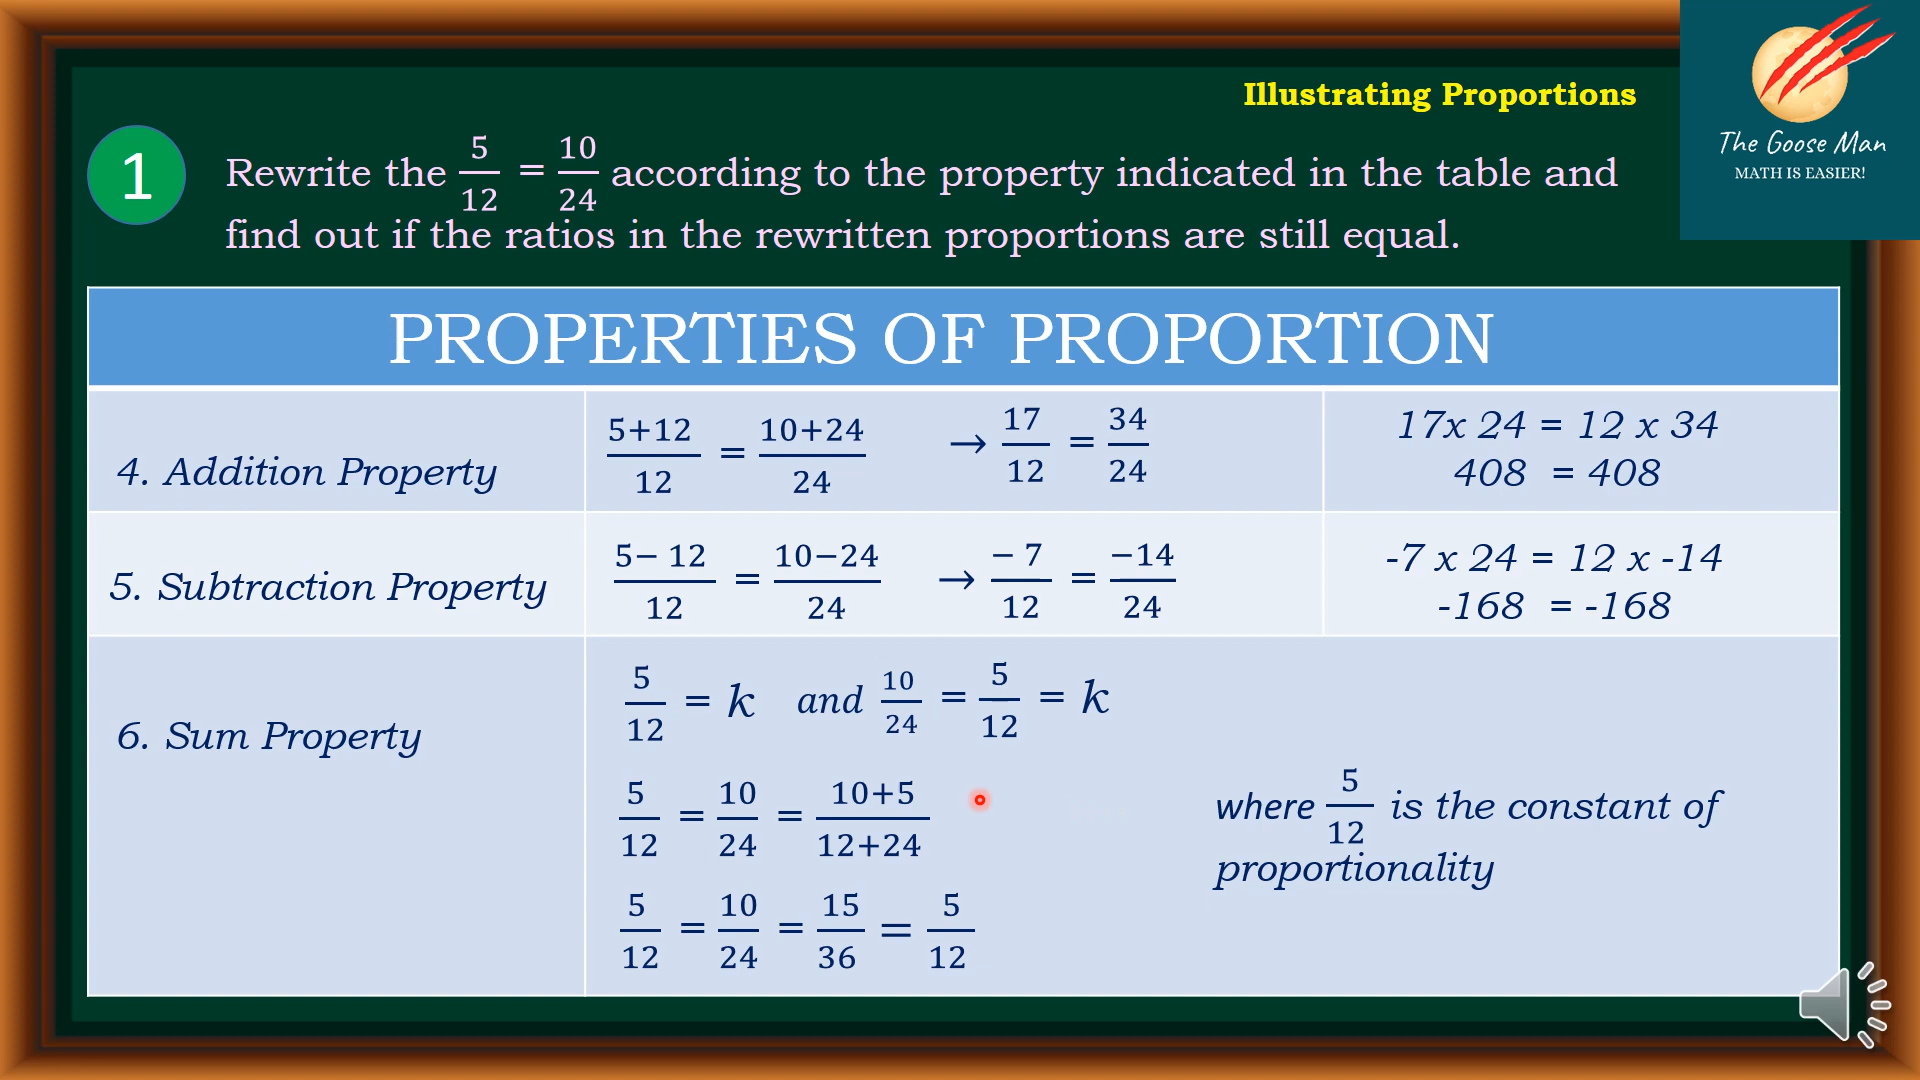 Illustrating Proportions
The Goose Man
MATH IS EASIER!
1
Rewrite the 5/12 = 10/24 according to the property indicated in the table and
find out if the ratios in the rewritten proportions are still equal.
PROPERTIES OF PROPORTION
4. Addition Property
(5+12)/12 = (10+24)/24 → 17/12 = 34/24
17x 24 = 12 x 34
408 = 408
5. Subtraction Property
(5− 12)/12 = (10−24)/24 → − 7/12 = −14/24
-7 x 24 = 12 x -14
-168 = -168
6. Sum Property
5/12 = k and 10/24 = 5/12 = k
5/12 = 10/24 = (10+5)/(12+24)
5/12 = 10/24 = 15/36 = 5/12
where 5/12 is the constant of
proportionality